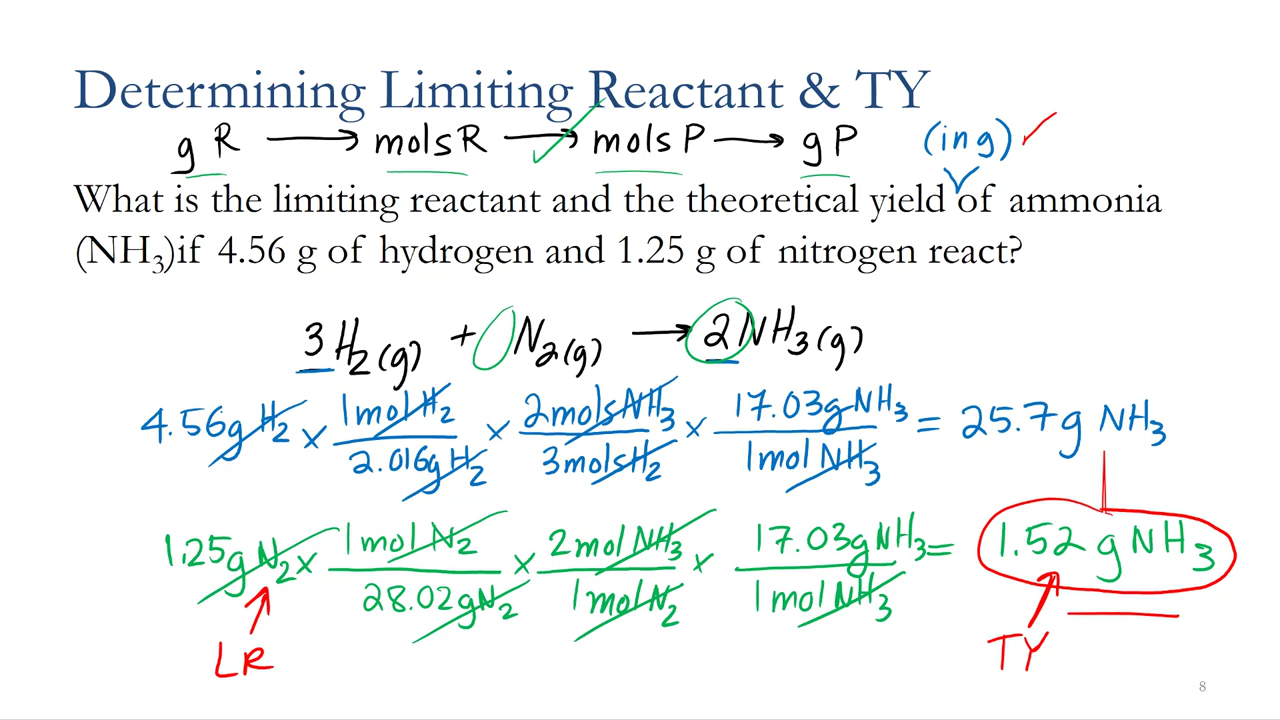 Determining Limiting Reactant & TY
g R → mols R → mols P → g P (in g)
What is the limiting reactant and the theoretical yield of ammonia
(NH₃)if 4.56 g of hydrogen and 1.25 g of nitrogen react?
3H₂(g) + N₂(g) → 2NH₃(g)
4.56g H₂ × 1mol H₂ / 2.016g H₂ × 2mols NH₃ / 3mols H₂ × 17.03g NH₃ / 1mol NH₃ = 25.7g NH₃
1.25g N₂ × 1mol N₂ / 28.02g N₂ × 2mol NH₃ / 1mol N₂ × 17.03g NH₃ / 1mol NH₃ = 1.52 g NH₃
LR TY
8